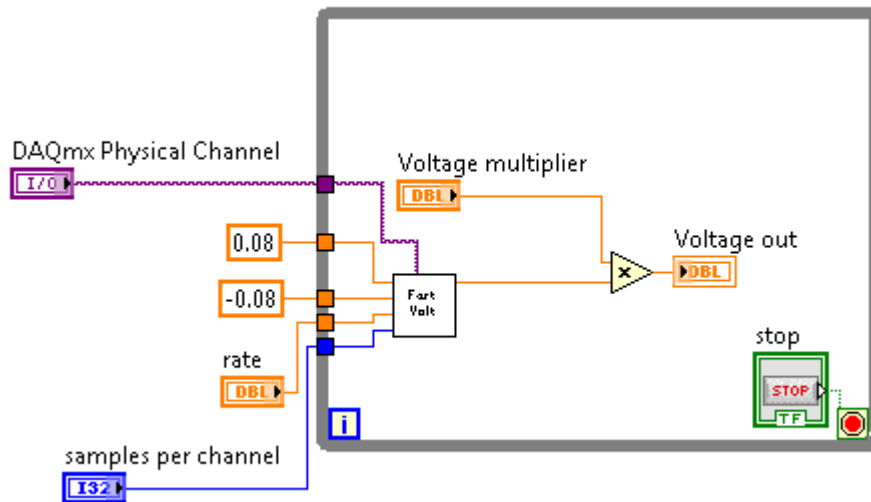 DAQmx Physical Channel
I/O
Voltage multiplier
DBL
0.08
Voltage out
DBL
-0.08
Fart
Volt
×
rate
DBL
stop
STOP
TF
i
samples per channel
I32